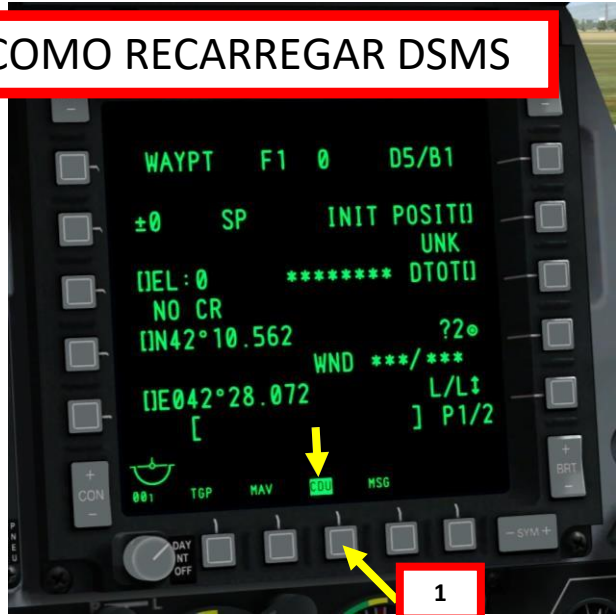 COMO RECARREGAR DSMS
WAYPT F1 0 D5/B1
±0 SP INIT POSIT[]
UNK
[]EL:0 ******** DTOT[]
NO CR
[]N42°10.562 ?2⊙
WND ***/***
[]E042°28.072 L/L↕
[ ] P1/2
001 TGP MAV CDU MSG
+
CON
-
+
BRT
-
- SYM +
DAY
NT
OFF
PNEU
1